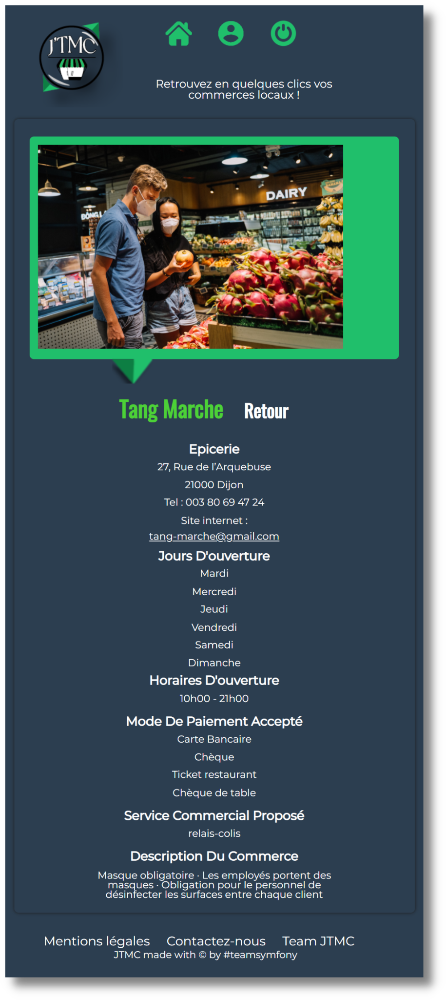 J'TMC
Retrouvez en quelques clics vos
commerces locaux !
DAIRY
ĐÔNG LẠ
BANANA
Tang Marche
Retour
Epicerie
27, Rue de l’Arquebuse
21000 Dijon
Tel : 003 80 69 47 24
Site internet :
tang-marche@gmail.com
Jours D'ouverture
Mardi
Mercredi
Jeudi
Vendredi
Samedi
Dimanche
Horaires D'ouverture
10h00 - 21h00
Mode De Paiement Accepté
Carte Bancaire
Chèque
Ticket restaurant
Chèque de table
Service Commercial Proposé
relais-colis
Description Du Commerce
Masque obligatoire · Les employés portent des
masques · Obligation pour le personnel de
désinfecter les surfaces entre chaque client
Mentions légales Contactez-nous Team JTMC
JTMC made with © by #teamsymfony